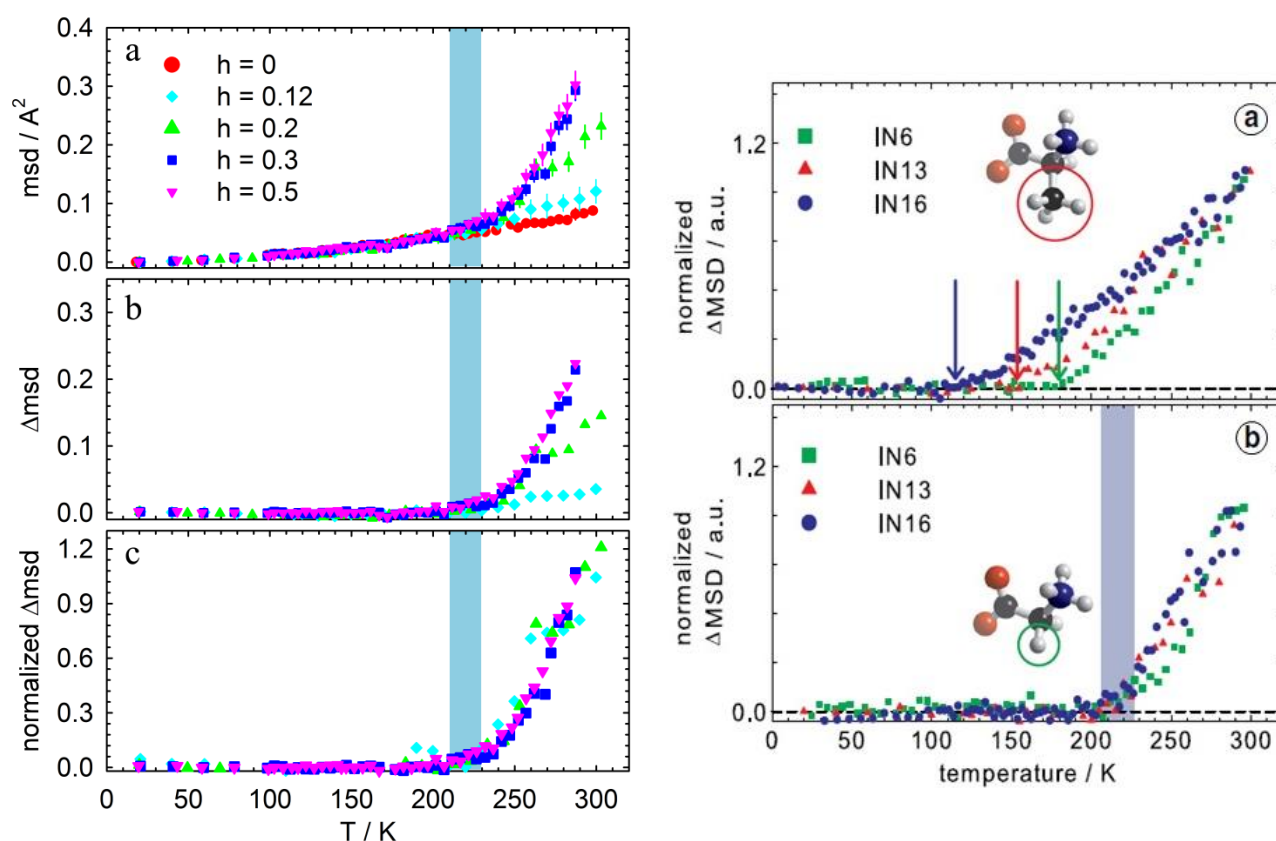 a
h = 0
h = 0.12
h = 0.2
h = 0.3
h = 0.5
msd / A²
0.4
0.3
0.2
0.1
0.0
b
Δmsd
0.3
0.2
0.1
0.0
c
normalized Δmsd
1.2
0.9
0.6
0.3
0.0
0 50 100 150 200 250 300
T / K
a
IN6
IN13
IN16
normalized
ΔMSD / a.u.
1.2
0.0
b
IN6
IN13
IN16
normalized
ΔMSD / a.u.
1.2
0.0
0 50 100 150 200 250 300
temperature / K